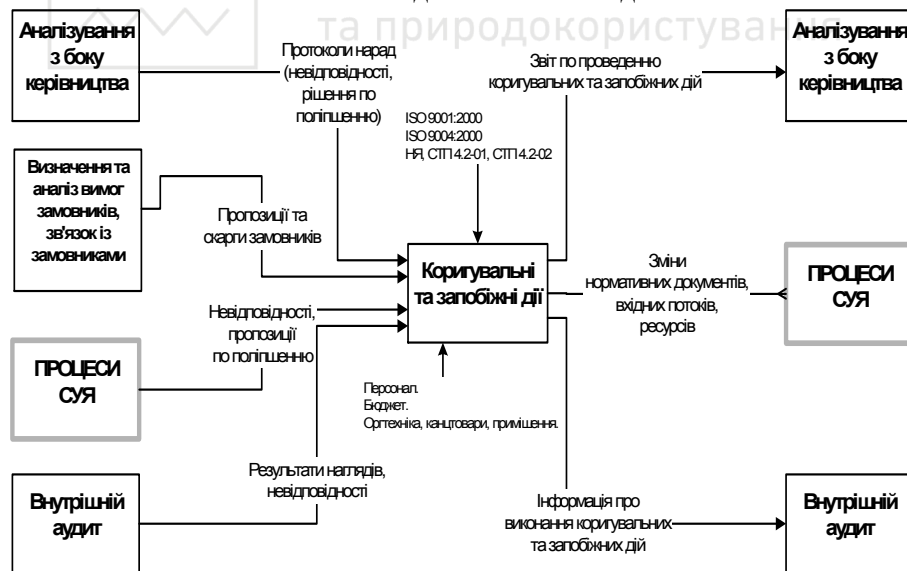 та природокористування
Аналізування
з боку
керівництва
Протоколи нарад
(невідповідності,
рішення по
поліпшенню)
Звіт по проведенню
коригувальних та запобіжних дій
Аналізування
з боку
керівництва
ISO 9001:2000
ISO 9004:2000
НЯ, СТП 4.2-01, СТП 4.2-02
Визначення та
аналіз вимог
замовників,
зв'язок із
замовниками
Пропозиції та
скарги замовників
Коригувальні
та запобіжні дії
Зміни
нормативних документів,
вхідних потоків,
ресурсів
ПРОЦЕСИ
СУЯ
Невідповідності,
пропозиції
по поліпшенню
ПРОЦЕСИ
СУЯ
Персонал.
Бюджет.
Оргтехніка, канцтовари, приміщення.
Результати наглядів,
невідповідності
Внутрішній
аудит
Інформація про
виконання коригувальних
та запобіжних дій
Внутрішній
аудит